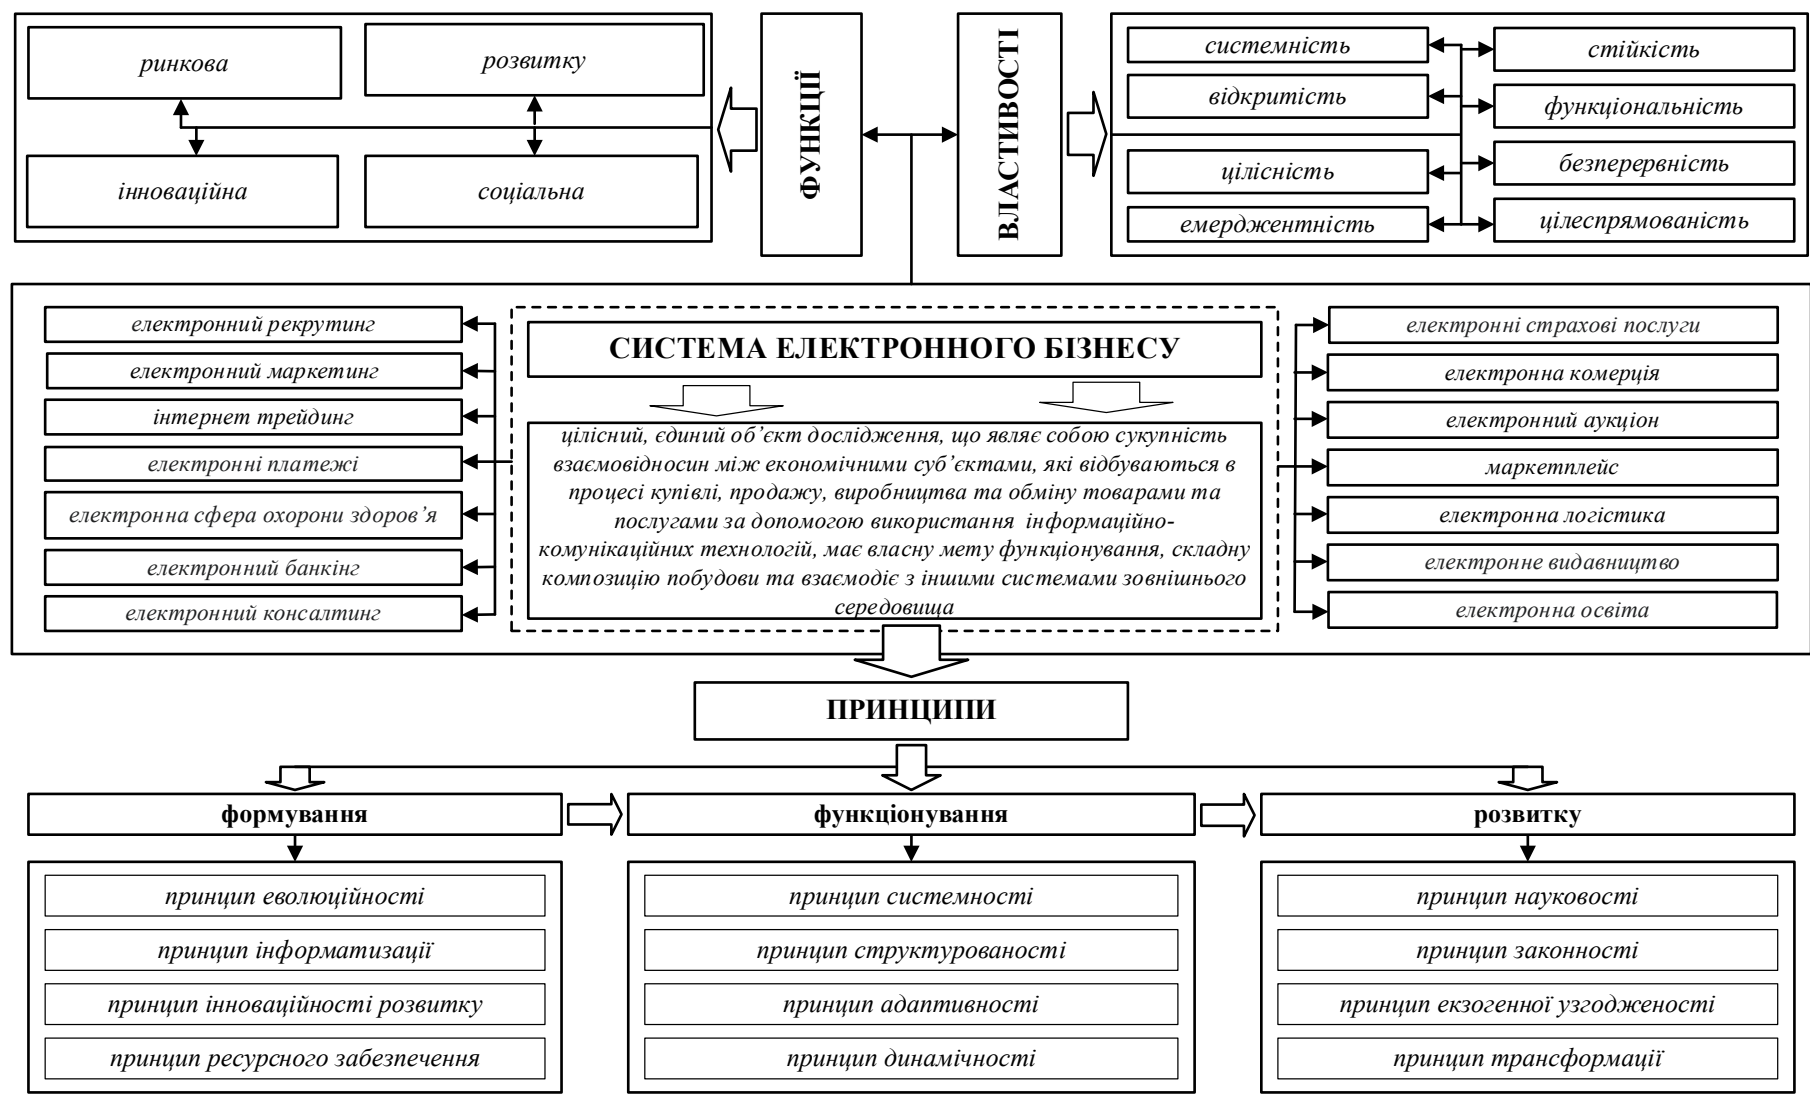 ринкова
розвитку
інноваційна
соціальна
ФУНКЦІЇ
ВЛАСТИВОСТІ
системність
відкритість
цілісність
емерджентність
стійкість
функціональність
безперервність
цілеспрямованість
електронний рекрутинг
електронний маркетинг
інтернет трейдинг
електронні платежі
електронна сфера охорони здоров’я
електронний банкінг
електронний консалтинг
СИСТЕМА ЕЛЕКТРОННОГО БІЗНЕСУ
цілісний, єдиний об’єкт дослідження, що являє собою сукупність
взаємовідносин між економічними суб’єктами, які відбуваються в
процесі купівлі, продажу, виробництва та обміну товарами та
послугами за допомогою використання інформаційно-
комунікаційних технологій, має власну мету функціонування, складну
композицію побудови та взаємодіє з іншими системами зовнішнього
середовища
електронні страхові послуги
електронна комерція
електронний аукціон
маркетплейс
електронна логістика
електронне видавництво
електронна освіта
ПРИНЦИПИ
формування
функціонування
розвитку
принцип еволюційності
принцип інформатизації
принцип інноваційності розвитку
принцип ресурсного забезпечення
принцип системності
принцип структурованості
принцип адаптивності
принцип динамічності
принцип науковості
принцип законності
принцип екзогенної узгодженості
принцип трансформації